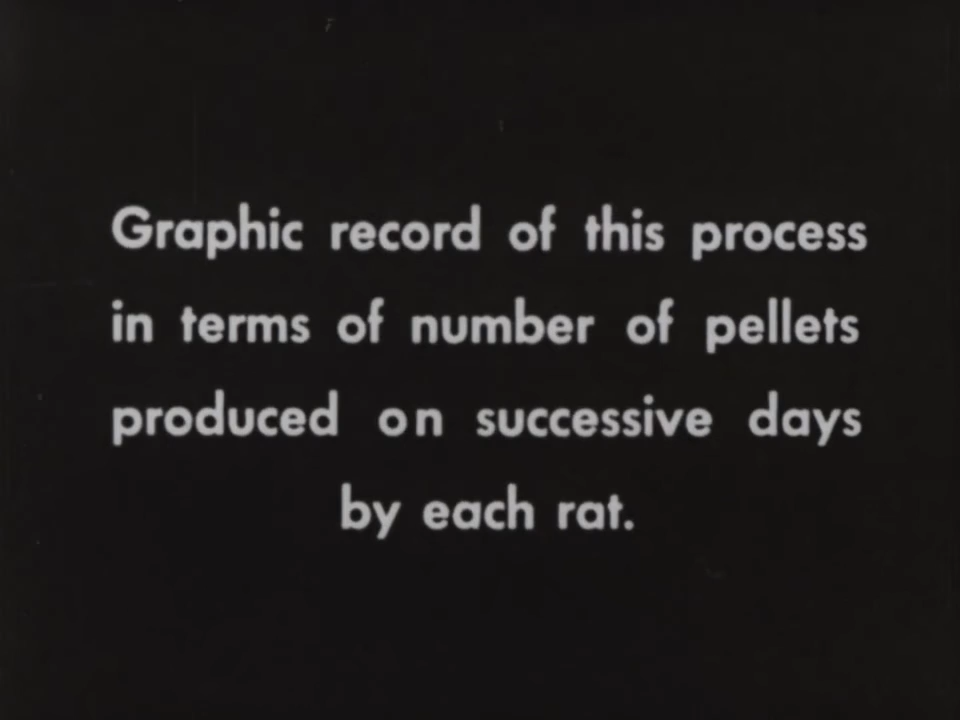 Graphic record of this process
in terms of number of pellets
produced on successive days
by each rat.